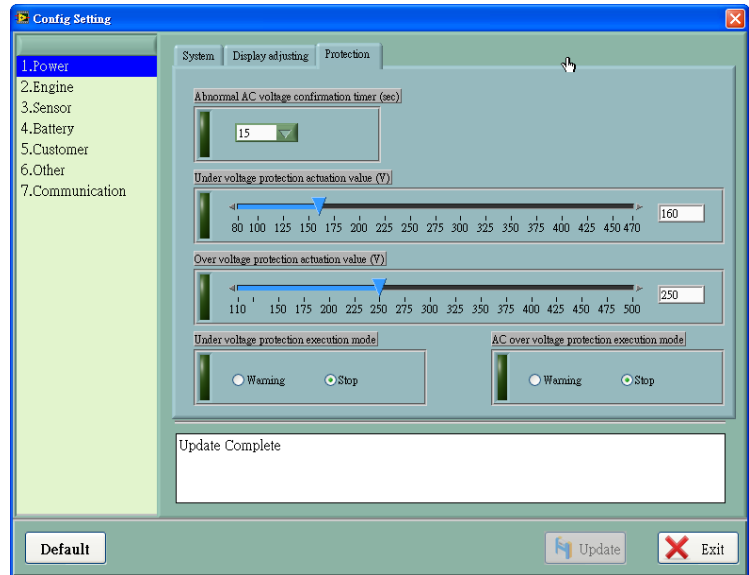 Config Setting
1.Power
2.Engine
3.Sensor
4.Battery
5.Customer
6.Other
7.Communication
System Display adjusting Protection
Abnormal AC voltage confirmation timer (sec)
15
Under voltage protection actuation value (V)
160
80 100 125 150 175 200 225 250 275 300 325 350 375 400 425 450 470
Over voltage protection actuation value (V)
250
110 150 175 200 225 250 275 300 325 350 375 400 425 450 475 500
Under voltage protection execution mode
Warning Stop
AC over voltage protection execution mode
Warning Stop
Update Complete
Default Update Exit